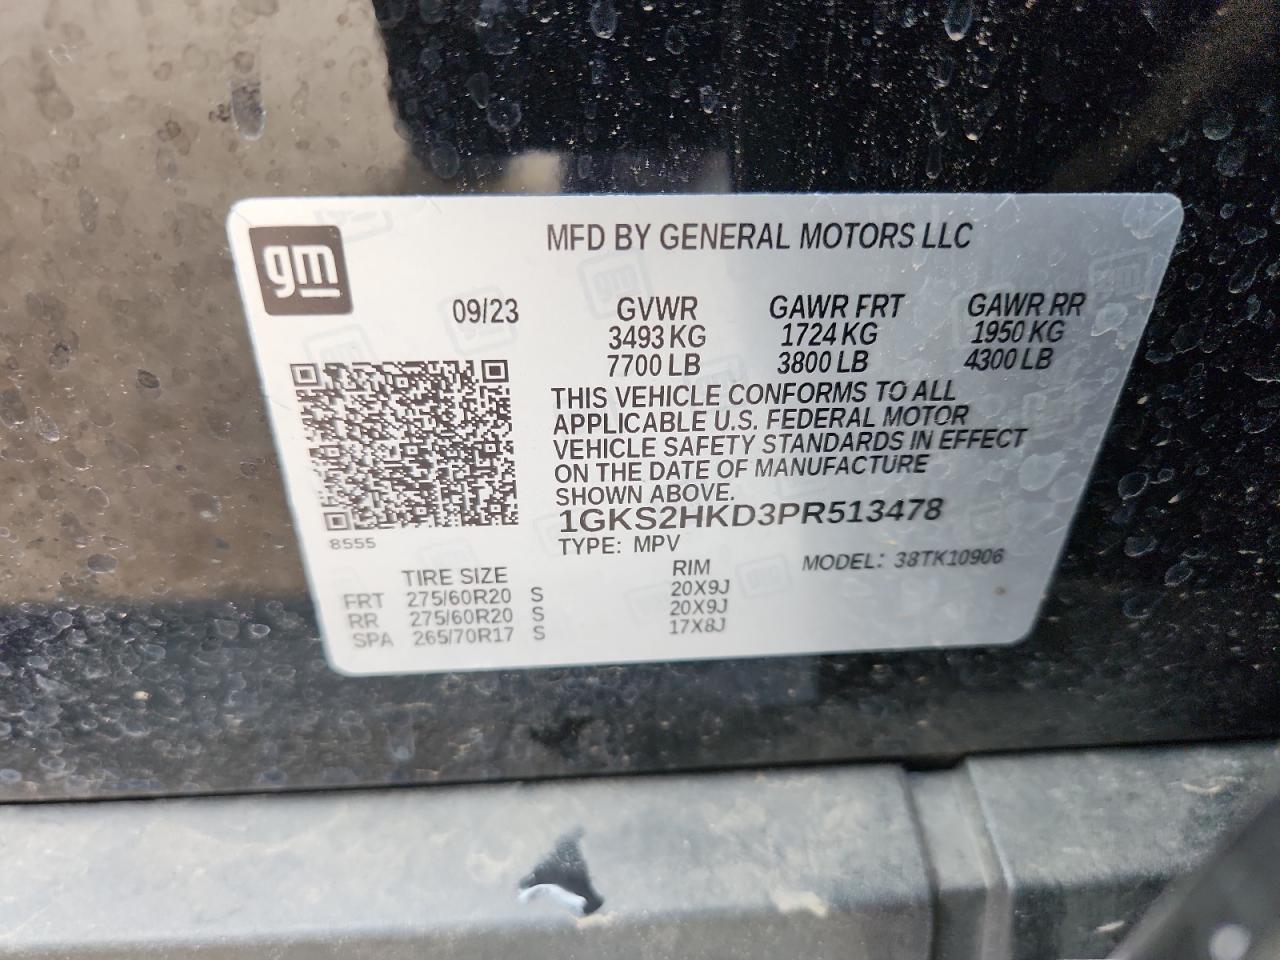 gm
MFD BY GENERAL MOTORS LLC
09/23 GVWR GAWR FRT GAWR RR
3493 KG 1724 KG 1950 KG
7700 LB 3800 LB 4300 LB
THIS VEHICLE CONFORMS TO ALL
APPLICABLE U.S. FEDERAL MOTOR
VEHICLE SAFETY STANDARDS IN EFFECT
ON THE DATE OF MANUFACTURE
SHOWN ABOVE.
1GKS2HKD3PR513478
8555
TYPE: MPV MODEL: 38TK10906
TIRE SIZE RIM
FRT 275/60R20 S 20X9J
RR 275/60R20 S 20X9J
SPA 265/70R17 S 17X8J